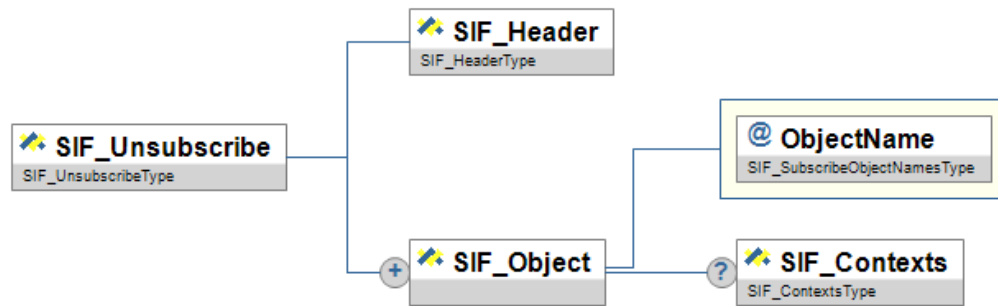 SIF_Header
SIF_HeaderType
@ ObjectName
SIF_SubscribeObjectNamesType
SIF_Unsubscribe
SIF_UnsubscribeType
+ SIF_Object
? SIF_Contexts
SIF_ContextsType